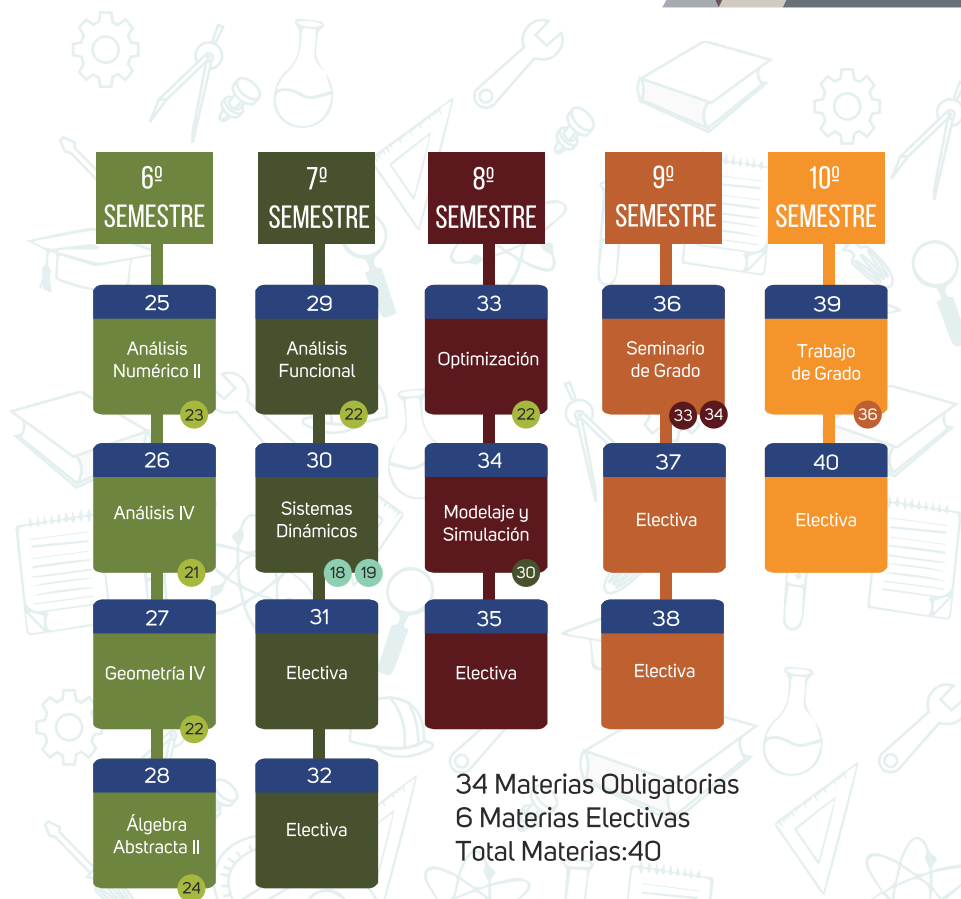 6º
SEMESTRE
25
Análisis
Numérico II
23
26
Análisis IV
21
27
Geometría IV
22
28
Álgebra
Abstracta II
24
7º
SEMESTRE
29
Análisis
Funcional
22
30
Sistemas
Dinámicos
18 19
31
Electiva
32
Electiva
8º
SEMESTRE
33
Optimización
22
34
Modelaje y
Simulación
30
35
Electiva
9º
SEMESTRE
36
Seminario
de Grado
33 34
37
Electiva
38
Electiva
10º
SEMESTRE
39
Trabajo
de Grado
36
40
Electiva
34 Materias Obligatorias
6 Materias Electivas
Total Materias:40